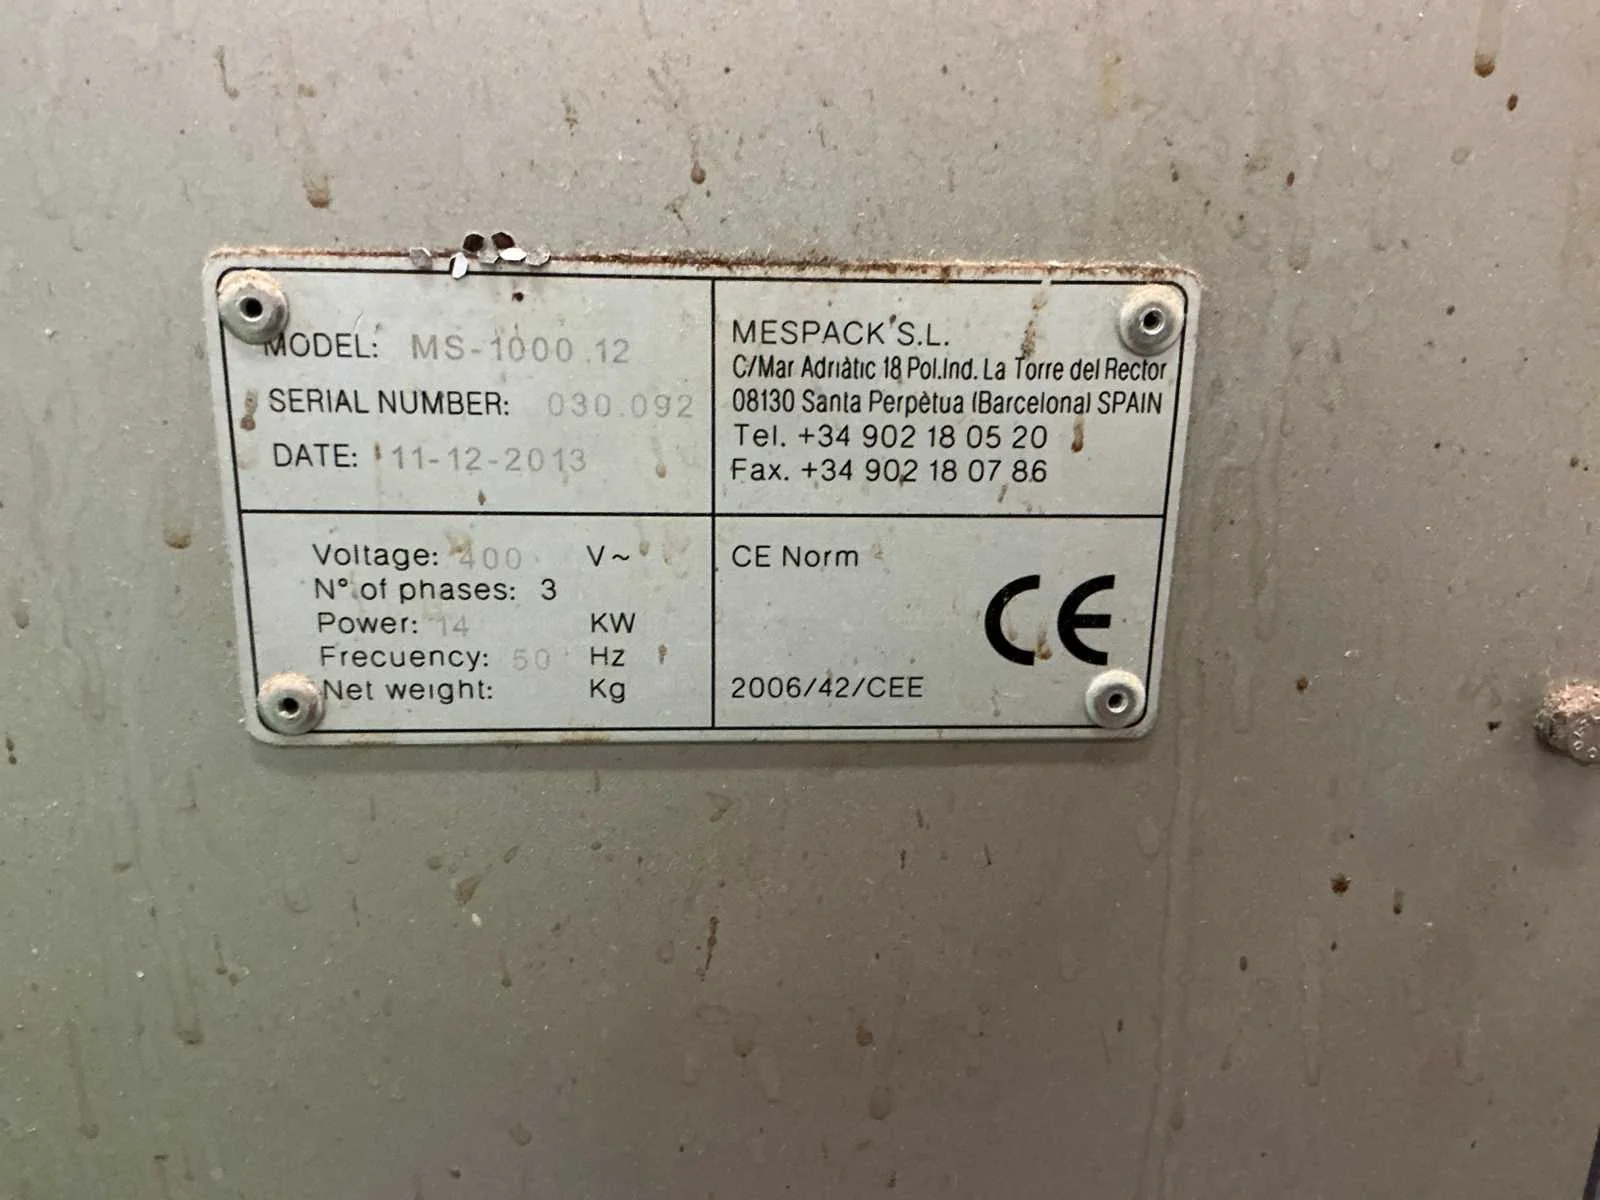 MODEL: MS-1000.12
SERIAL NUMBER: 030.092
DATE: 11-12-2013
MESPACK S.L.
C/Mar Adriàtic 18 Pol.Ind. La Torre del Rector
08130 Santa Perpètua (Barcelona) SPAIN
Tel. +34 902 18 05 20
Fax. +34 902 18 07 86
Voltage: 400 V~
N° of phases: 3
Power: 14 KW
Frecuency: 50 Hz
Net weight: Kg
CE Norm
CE
2006/42/CEE